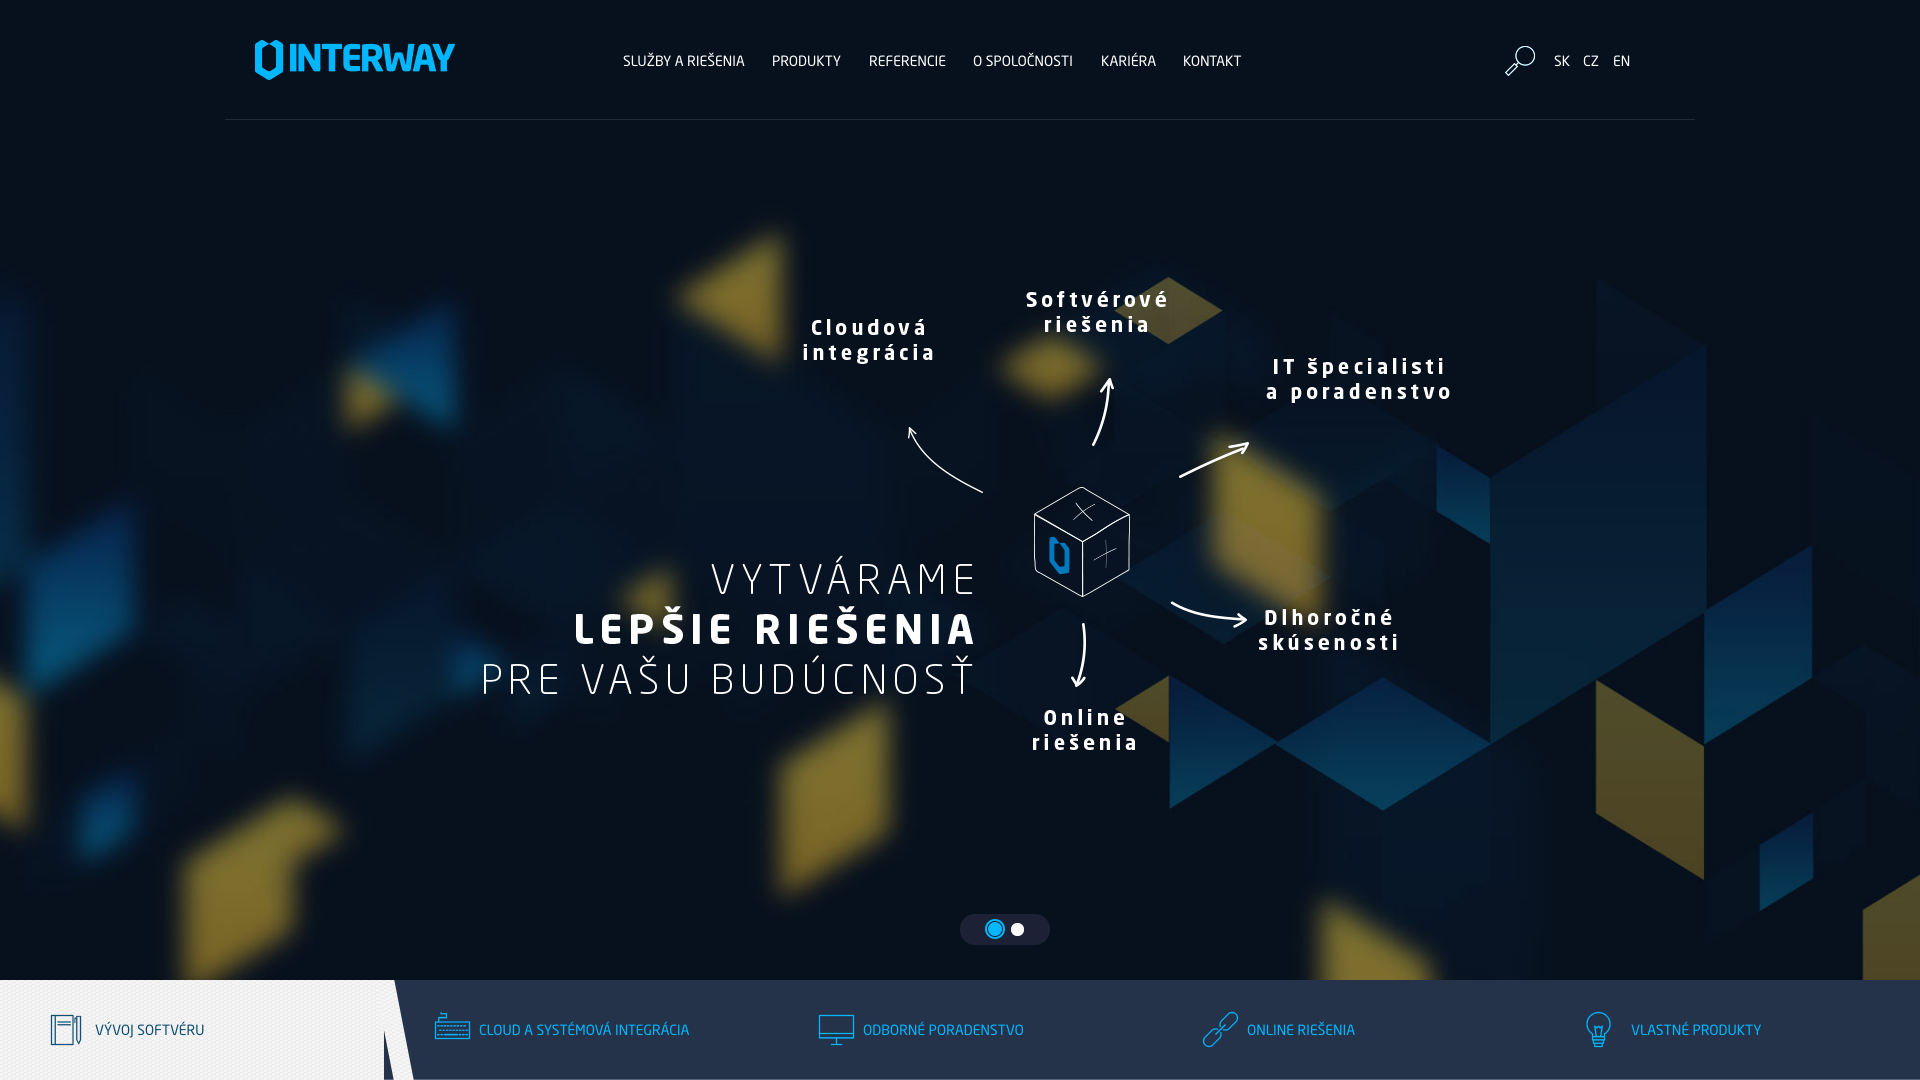 INTERWAY
SLUŽBY A RIEŠENIA
PRODUKTY
REFERENCIE
O SPOLOČNOSTI
KARIÉRA
KONTAKT
SK
CZ
EN
Cloudová
integrácia
Softvérové
riešenia
IT špecialisti
a poradenstvo
VYTVÁRAME
LEPŠIE RIEŠENIA
PRE VAŠU BUDÚCNOSŤ
Dlhoročné
skúsenosti
Online
riešenia
VÝVOJ SOFTVÉRU
CLOUD A SYSTÉMOVÁ INTEGRÁCIA
ODBORNÉ PORADENSTVO
ONLINE RIEŠENIA
VLASTNÉ PRODUKTY